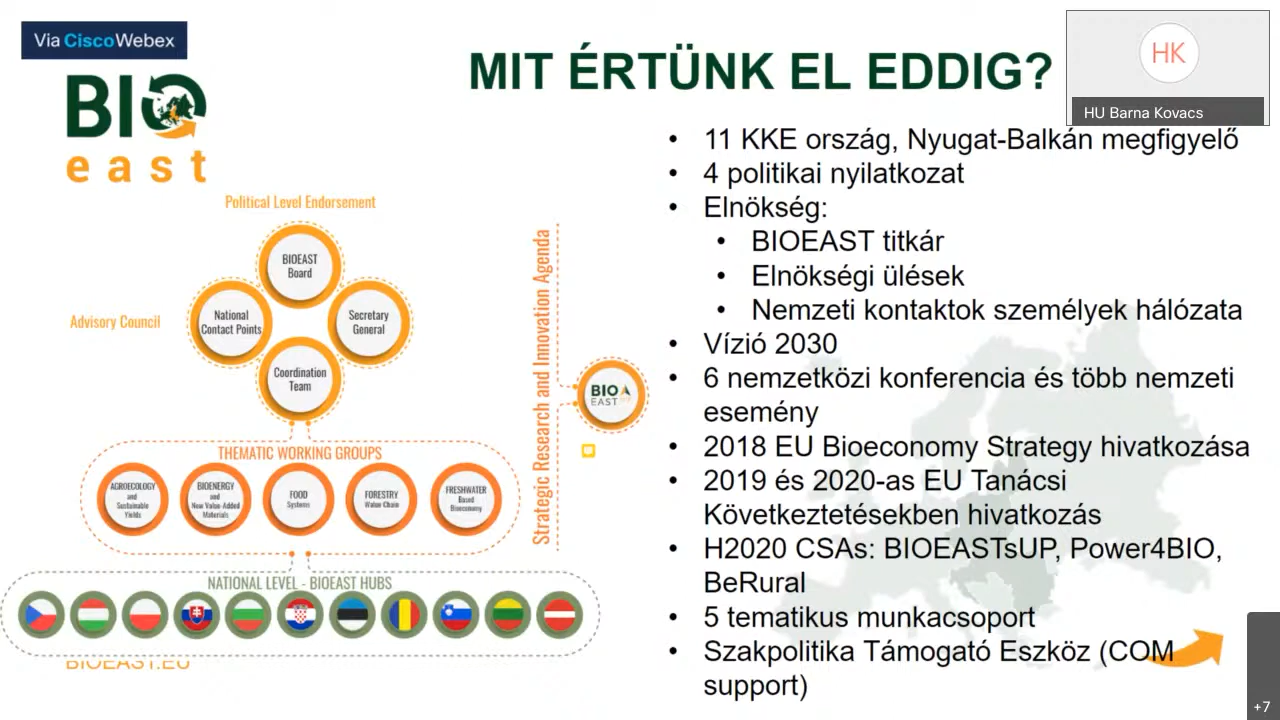 Via CiscoWebex
BIO
east
MIT ÉRTÜNK EL EDDIG?
HK
HU Barna Kovacs
Political Level Endorsement
BIOEAST
Board
Advisory Council
National
Contact Points
Secretary
General
Coordination
Team
THEMATIC WORKING GROUPS
AGROECOLOGY
and
Sustainable
Yields
BIOENERGY
and
New Value-Added
Materials
FOOD
Systems
FORESTRY
Value Chain
FRESHWATER
Based
Bioeconomy
NATIONAL LEVEL - BIOEAST HUBS
BIOEAST.EU
Strategic Research and Innovation Agenda
BIO
EAST
• 11 KKE ország, Nyugat-Balkán megfigyelő
• 4 politikai nyilatkozat
• Elnökség:
• BIOEAST titkár
• Elnökségi ülések
• Nemzeti kontaktok személyek hálózata
• Vízió 2030
• 6 nemzetközi konferencia és több nemzeti
esemény
• 2018 EU Bioeconomy Strategy hivatkozása
• 2019 és 2020-as EU Tanácsi
Következtetésekben hivatkozás
• H2020 CSAs: BIOEASTsUP, Power4BIO,
BeRural
• 5 tematikus munkacsoport
• Szakpolitika Támogató Eszköz (COM
support)
+7